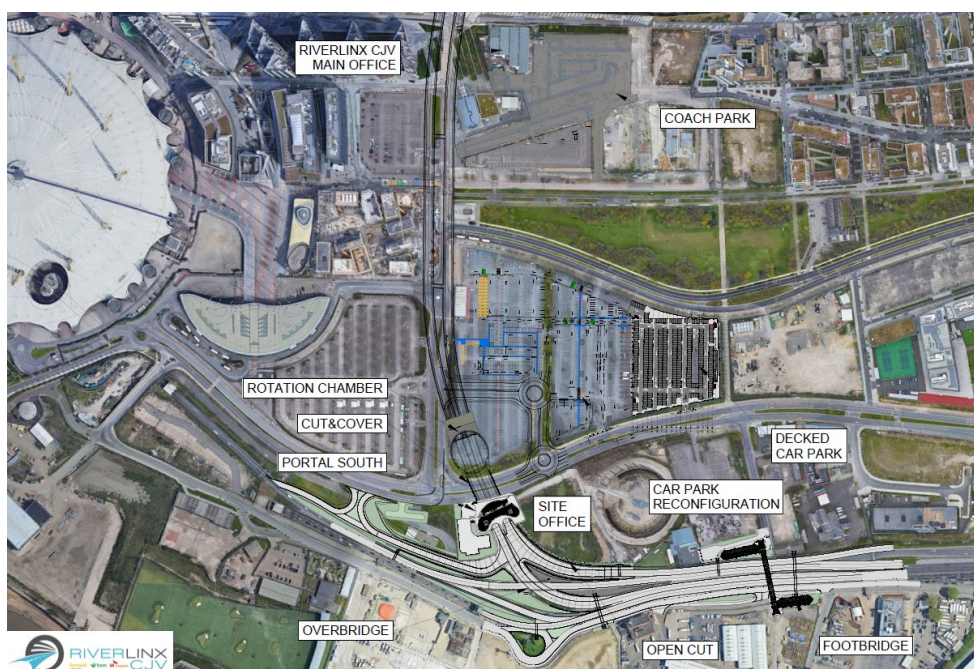 RIVERLINX CJV
MAIN OFFICE
COACH PARK
ROTATION CHAMBER
CUT&COVER
PORTAL SOUTH
DECKED
CAR PARK
CAR PARK
RECONFIGURATION
SITE
OFFICE
OVERBRIDGE
OPEN CUT
FOOTBRIDGE
RIVERLINX
CJV